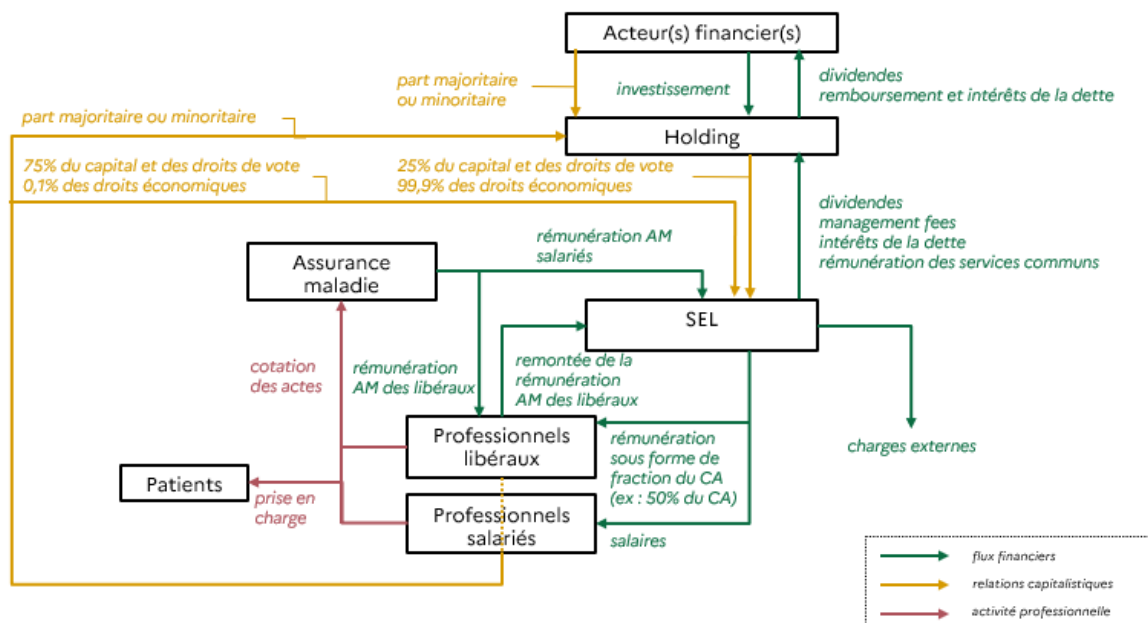 Acteur(s) financier(s)
part majoritaire
ou minoritaire
investissement
dividendes
remboursement et intérêts de la dette
part majoritaire ou minoritaire
Holding
75% du capital et des droits de vote
0,1% des droits économiques
25% du capital et des droits de vote
99,9% des droits économiques
dividendes
management fees
intérêts de la dette
rémunération des services communs
rémunération AM
salariés
Assurance
maladie
SEL
cotation
des actes
rémunération
AM des libéraux
remontée de la
rémunération
AM des libéraux
Professionnels
libéraux
rémunération
sous forme de
fraction du CA
(ex : 50% du CA)
charges externes
Patients
prise en
charge
Professionnels
salariés
salaires
flux financiers
relations capitalistiques
activité professionnelle